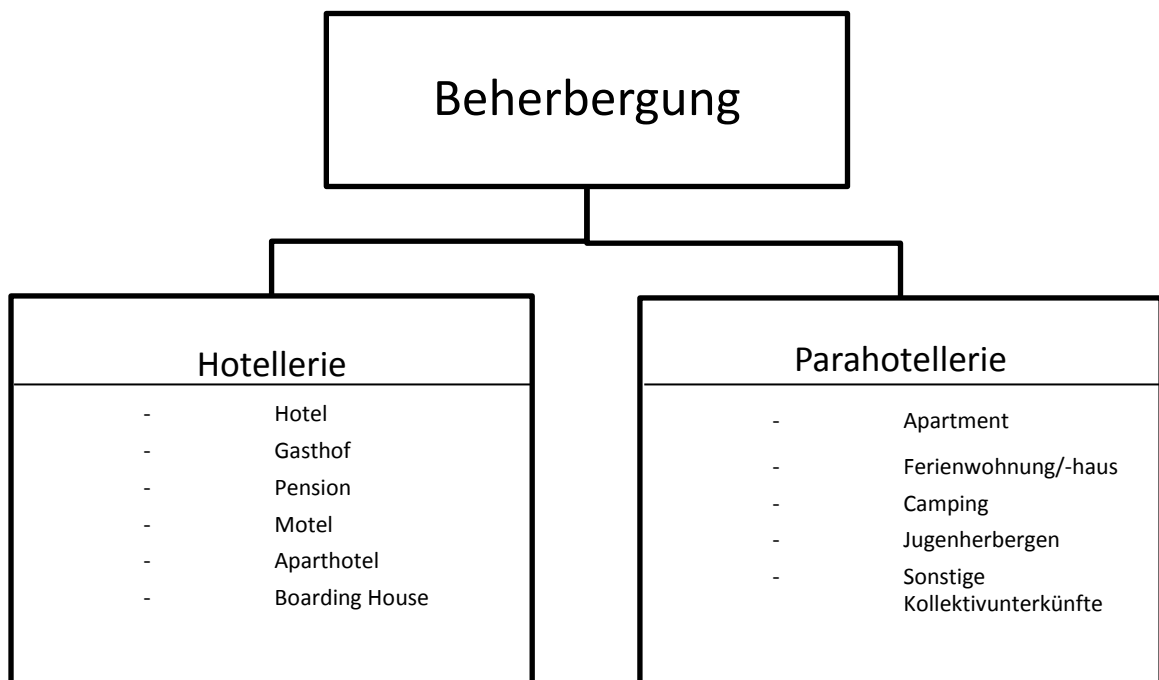 Beherbergung
Hotellerie
- Hotel
- Gasthof
- Pension
- Motel
- Aparthotel
- Boarding House
Parahotellerie
- Apartment
- Ferienwohnung/-haus
- Camping
- Jugenherbergen
- Sonstige
Kollektivunterkünfte